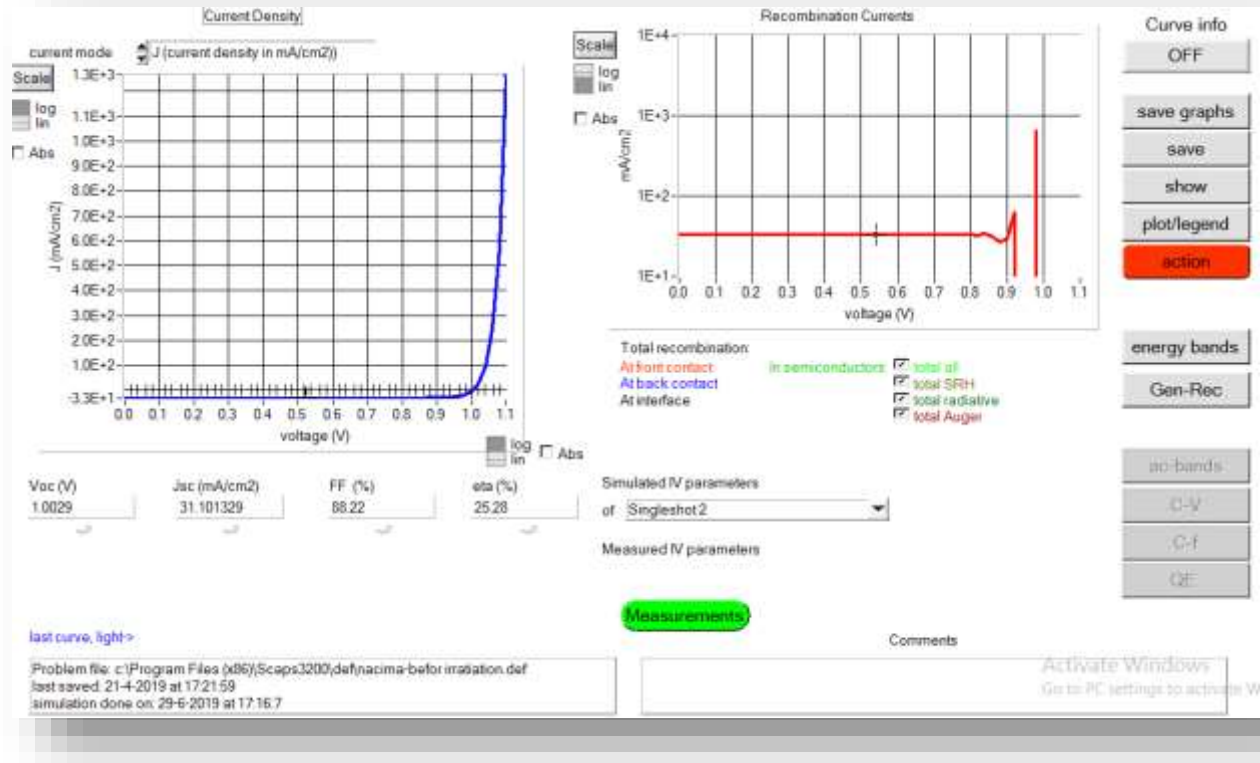 Current Density
current mode J (current density in mA/cm2))
Scale
log
lin
Abs
1.3E+3
1.1E+3
1.0E+3
9.0E+2
8.0E+2
7.0E+2
6.0E+2
5.0E+2
4.0E+2
3.0E+2
2.0E+2
1.0E+2
-3.3E+1
J (mA/cm2)
0.0 0.1 0.2 0.3 0.4 0.5 0.6 0.7 0.8 0.9 1.0 1.1
voltage (V)
log
lin
Abs
Recombination Currents
Scale
log
lin
Abs
1E+4
1E+3
1E+2
1E+1
mA/cm2
0.0 0.1 0.2 0.3 0.4 0.5 0.6 0.7 0.8 0.9 1.0 1.1
voltage (V)
Total recombination:
At front contact
At back contact
At interface
In semiconductors
total all
total SRH
total radiative
total Auger
Curve info
OFF
save graphs
save
show
plot/legend
action
energy bands
Gen-Rec
ac-bands
C-V
C-f
QE
Voc (V) Jsc (mA/cm2) FF (%) eta (%)
1.0029 31.101329 88.22 25.28
Simulated IV parameters
of Singleshot 2
Measured IV parameters
Measurements
last curve, light->
Problem file: c:\Program Files (x86)\Scaps3200\def\nacima-befor irratiation.def
last saved: 21-4-2019 at 17:21:59
simulation done on: 29-6-2019 at 17:16:7
Comments
Activate Windows
Go to PC settings to activate W